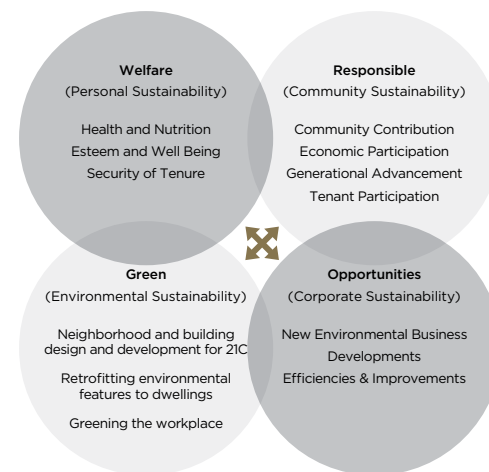 Welfare
(Personal Sustainability)
Health and Nutrition
Esteem and Well Being
Security of Tenure
Responsible
(Community Sustainability)
Community Contribution
Economic Participation
Generational Advancement
Tenant Participation
Green
(Environmental Sustainability)
Neighborhood and building
design and development for 21C
Retrofitting environmental
features to dwellings
Greening the workplace
Opportunities
(Corporate Sustainability)
New Environmental Business
Developments
Efficiencies & Improvements